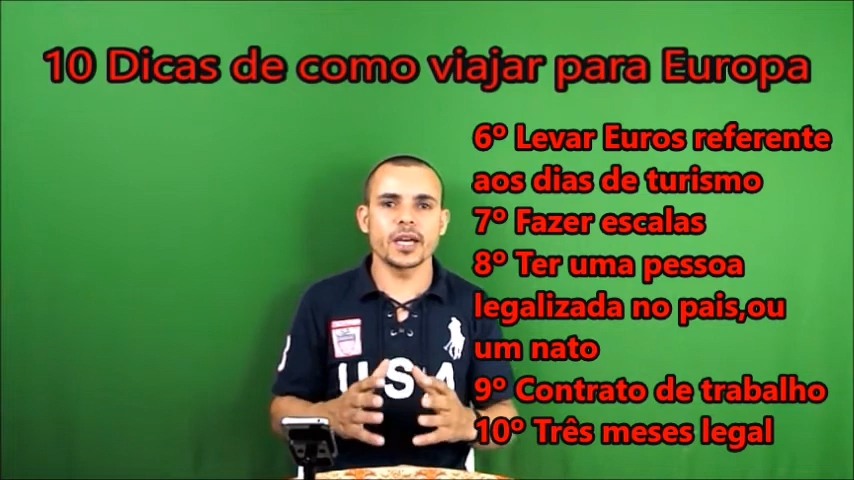 10 Dicas de como viajar para Europa
6º Levar Euros referente
aos dias de turismo
7º Fazer escalas
8º Ter uma pessoa
legalizada no pais,ou
um nato
9º Contrato de trabalho
10º Três meses legal
USA